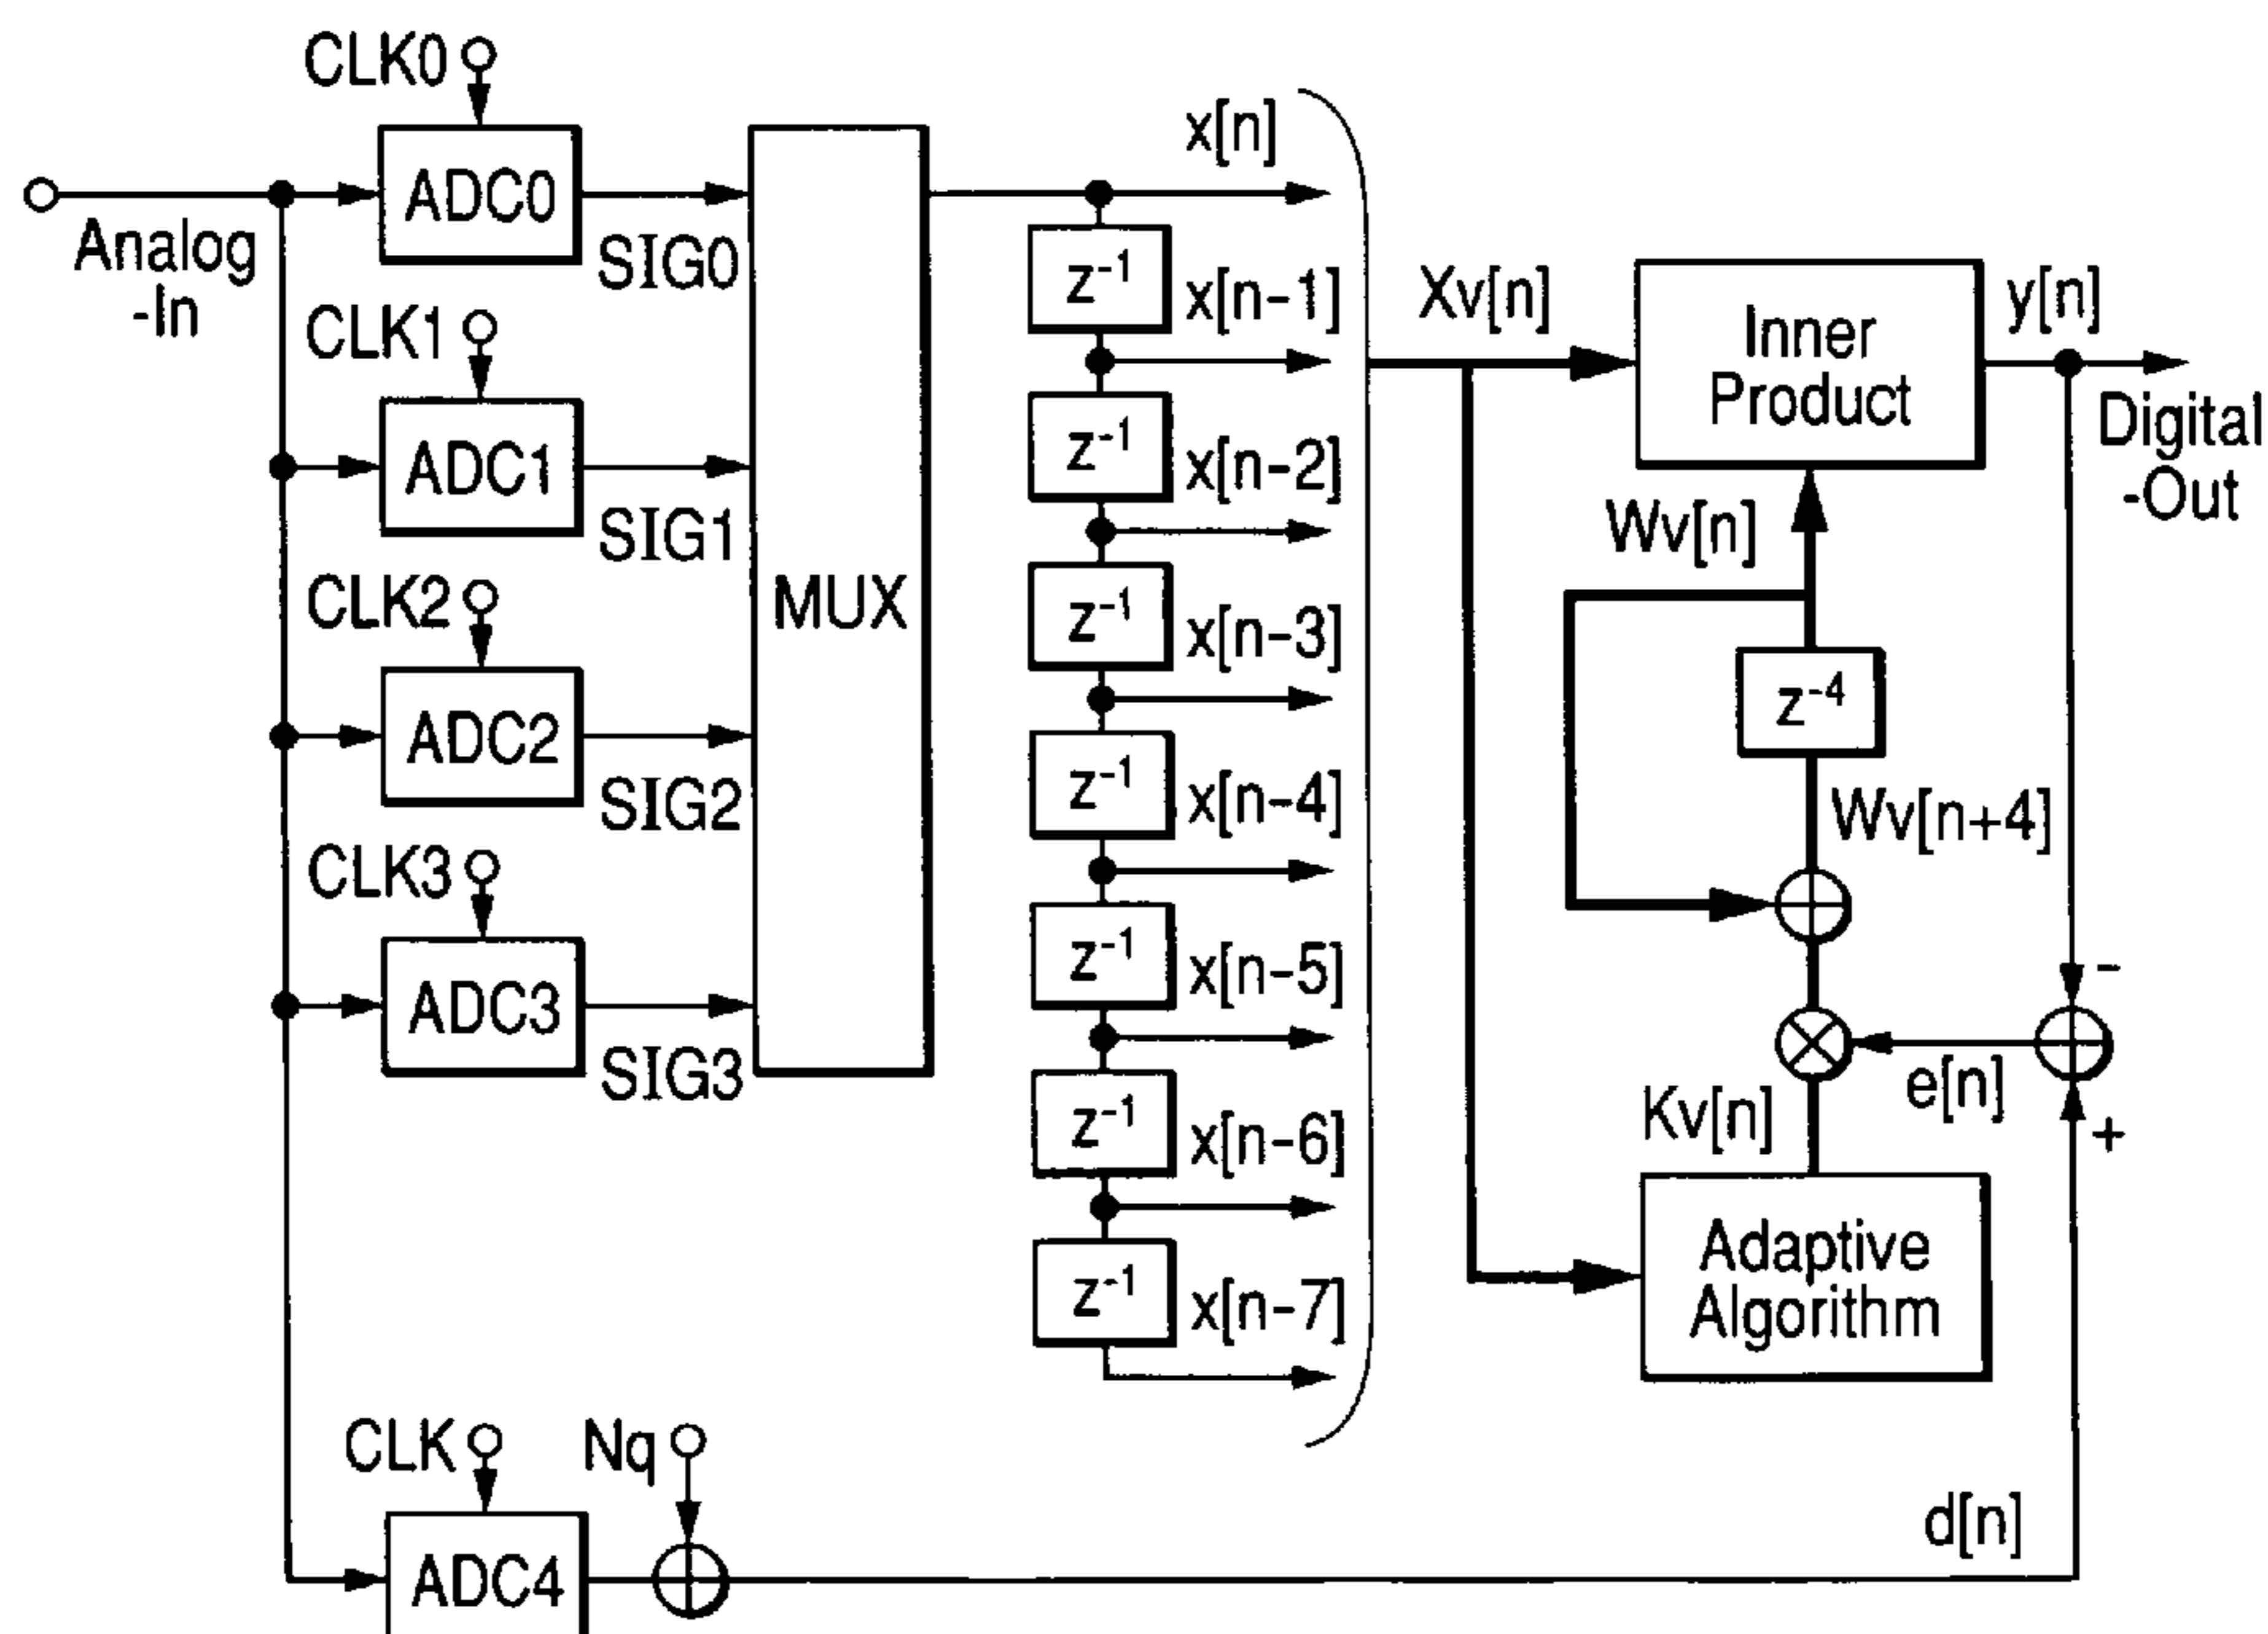 CLK0
ADC0
SIG0
Analog
-In
CLK1
ADC1
SIG1
CLK2
ADC2
SIG2
CLK3
ADC3
SIG3
MUX
x[n]
z⁻¹
x[n-1]
z⁻¹
x[n-2]
z⁻¹
x[n-3]
z⁻¹
x[n-4]
z⁻¹
x[n-5]
z⁻¹
x[n-6]
z⁻¹
x[n-7]
Xv[n]
Inner
Product
y[n]
Digital
-Out
Wv[n]
z⁻⁴
Wv[n+4]
-
e[n]
+
Kv[n]
Adaptive
Algorithm
CLK
Nq
ADC4
d[n]